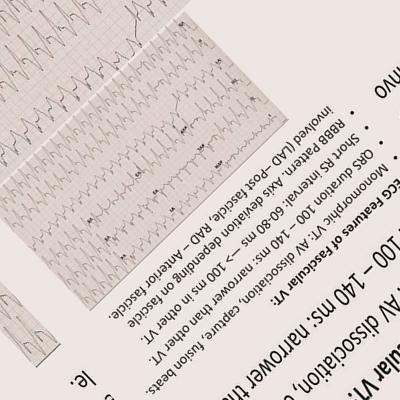 ECG Features of Fascicular VT:
Monomorphic VT: AV dissociation, capture, fusion beats.
QRS duration 100 – 140 ms: narrower than other VT.
Short RS interval: 60-80 ms --> 100 ms in other VT.
RBBB Pattern. Axis deviation depending on fascicle
involved (LAD -Post fascicle, RAD – Anterior fascicle
invo
100 – 140 ms: narrower th
AV dissociation,
cular VT:
le.